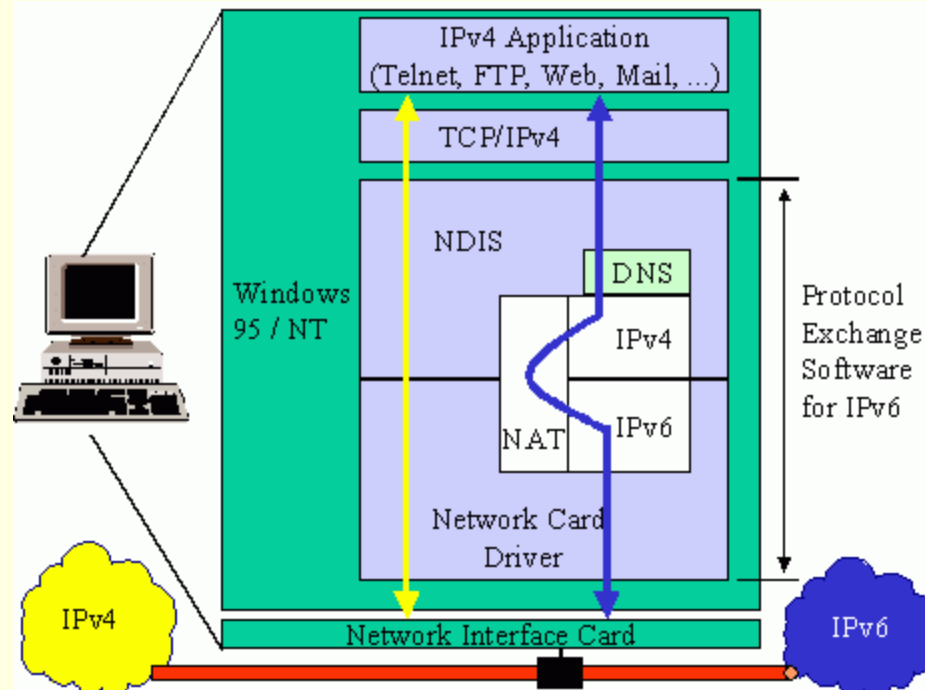 IPv4 Application
(Telnet, FTP, Web, Mail, ...)
TCP/IPv4
NDIS
DNS
Windows
95 / NT
IPv4
Protocol
Exchange
Software
for IPv6
NAT
IPv6
Network Card
Driver
IPv4
IPv6
Network Interface Card